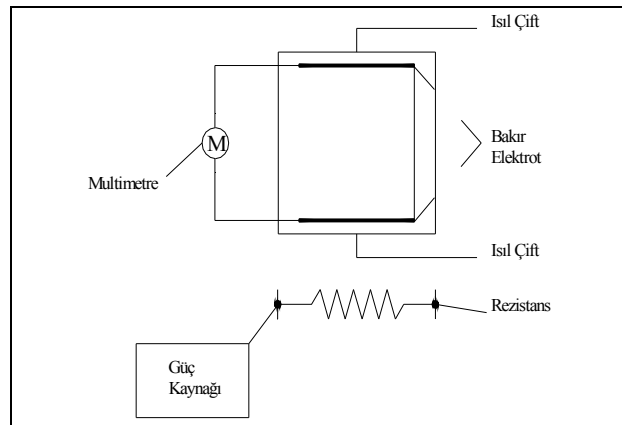 Isıl Çift
M
Bakır
Elektrot
Multimetre
Isıl Çift
Rezistans
Güç
Kaynağı